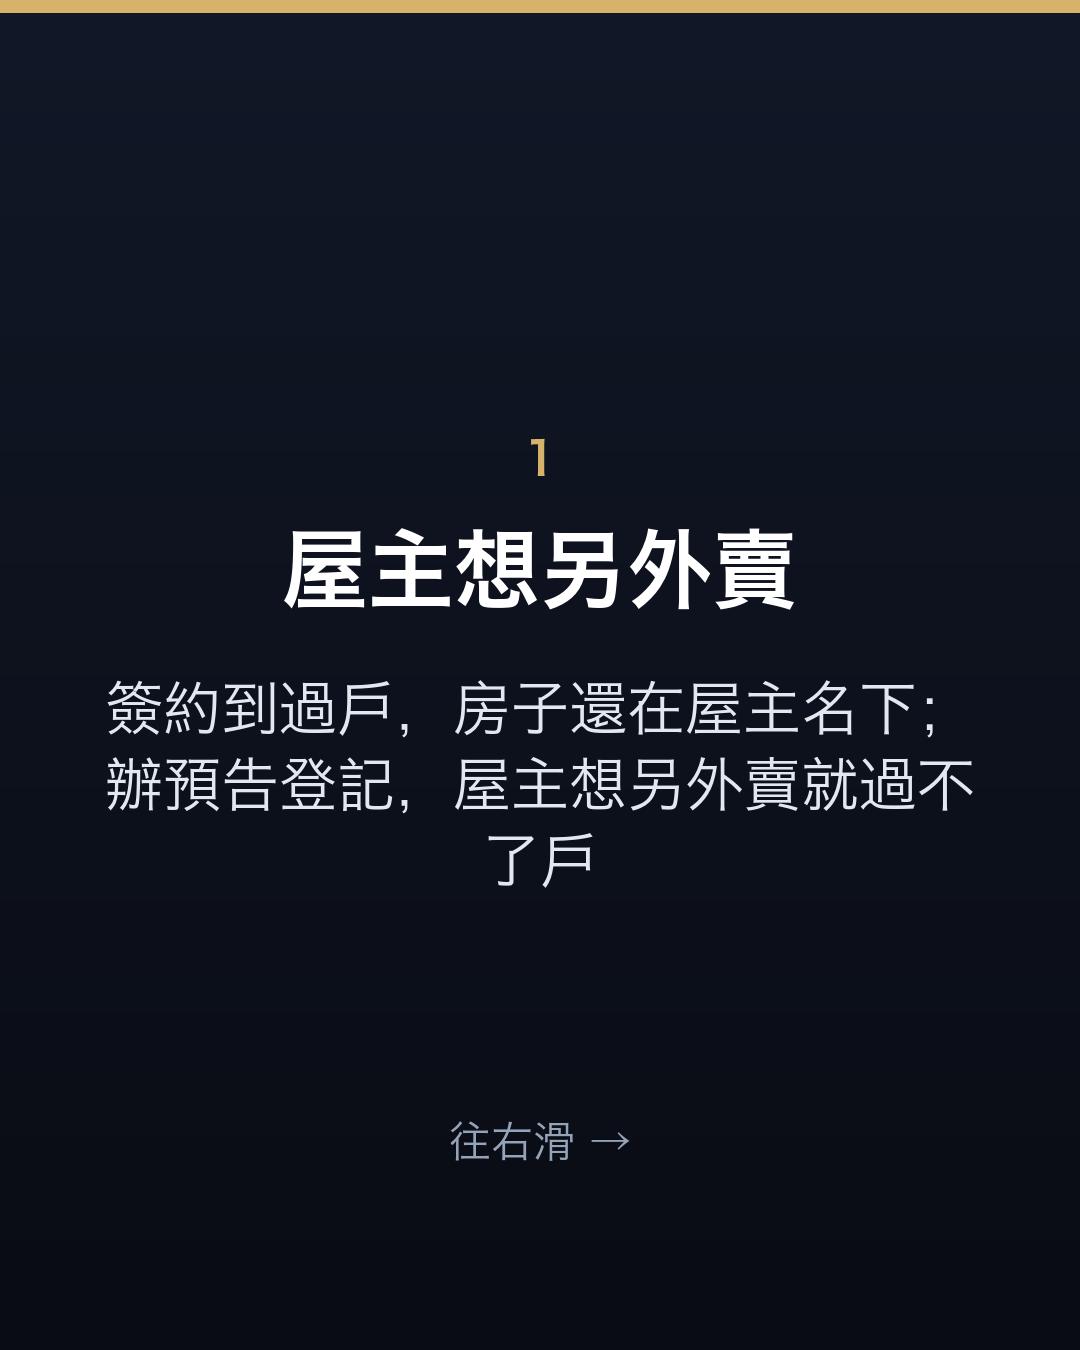 1
屋主想另外賣
簽約到過戶，房子還在屋主名下；
辦預告登記，屋主想另外賣就過不
了戶
往右滑 →